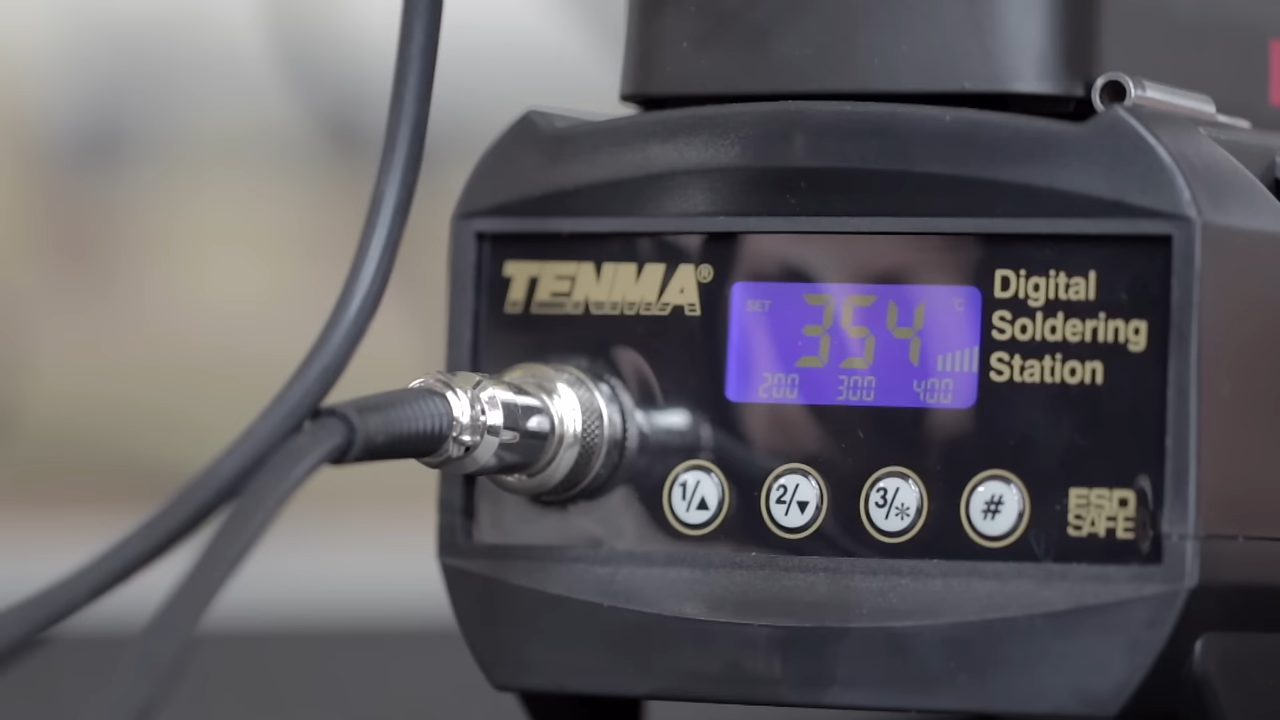 TENMA®
SET 354 °C
200 300 400
Digital
Soldering
Station
1/▲ 2/▼ 3/* #
ESD
SAFE